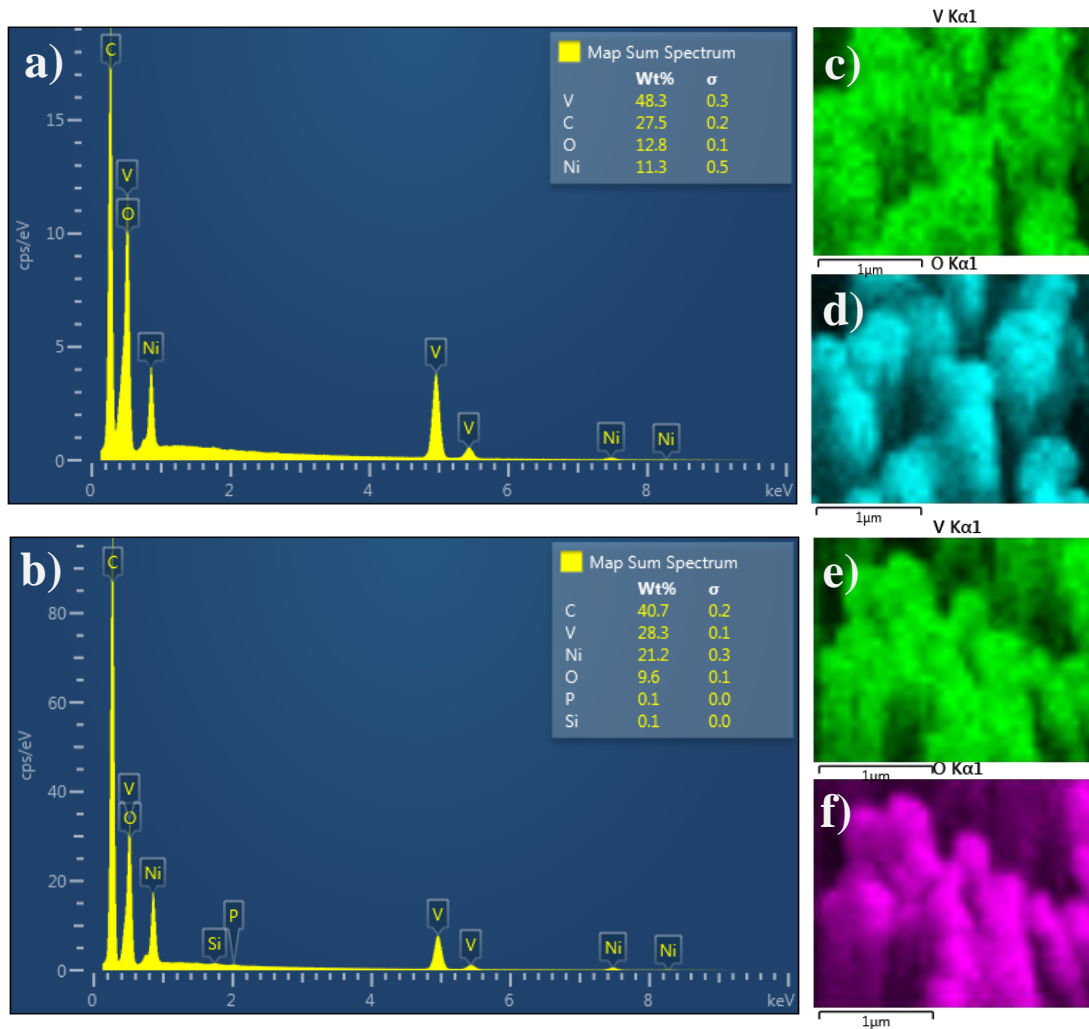 a)
C
V
O
Ni
V
V
Ni
Ni
Map Sum Spectrum
Wt% σ
V 48.3 0.3
C 27.5 0.2
O 12.8 0.1
Ni 11.3 0.5
cps/eV
15
10
5
0
0 2 4 6 8 keV
V Kα1
c)
1µm
O Kα1
d)
1µm
b)
C
V
O
Ni
Si
P
V
V
Ni
Ni
Map Sum Spectrum
Wt% σ
C 40.7 0.2
V 28.3 0.1
Ni 21.2 0.3
O 9.6 0.1
P 0.1 0.0
Si 0.1 0.0
cps/eV
80
60
40
20
0
0 2 4 6 8 keV
V Kα1
e)
1µm
O Kα1
f)
1µm